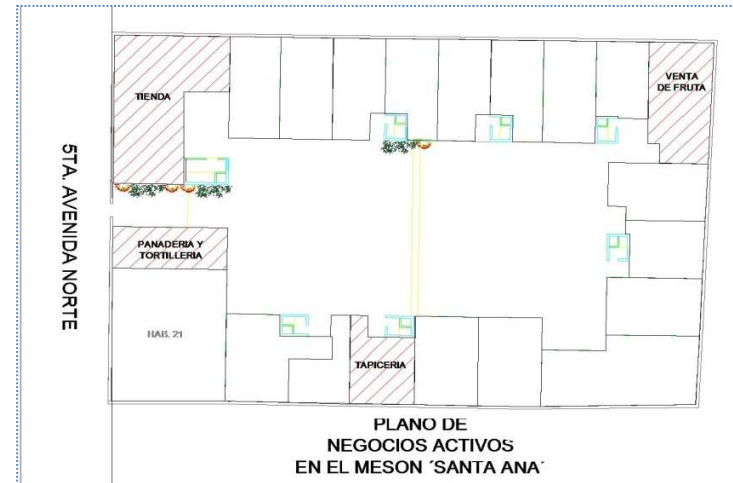 TIENDA
VENTA
DE FRUTA
5TA. AVENIDA NORTE
PANADERIA Y
TORTILLERIA
HAB. 21
TAPICERIA
PLANO DE
NEGOCIOS ACTIVOS
EN EL MESON ´SANTA ANA´